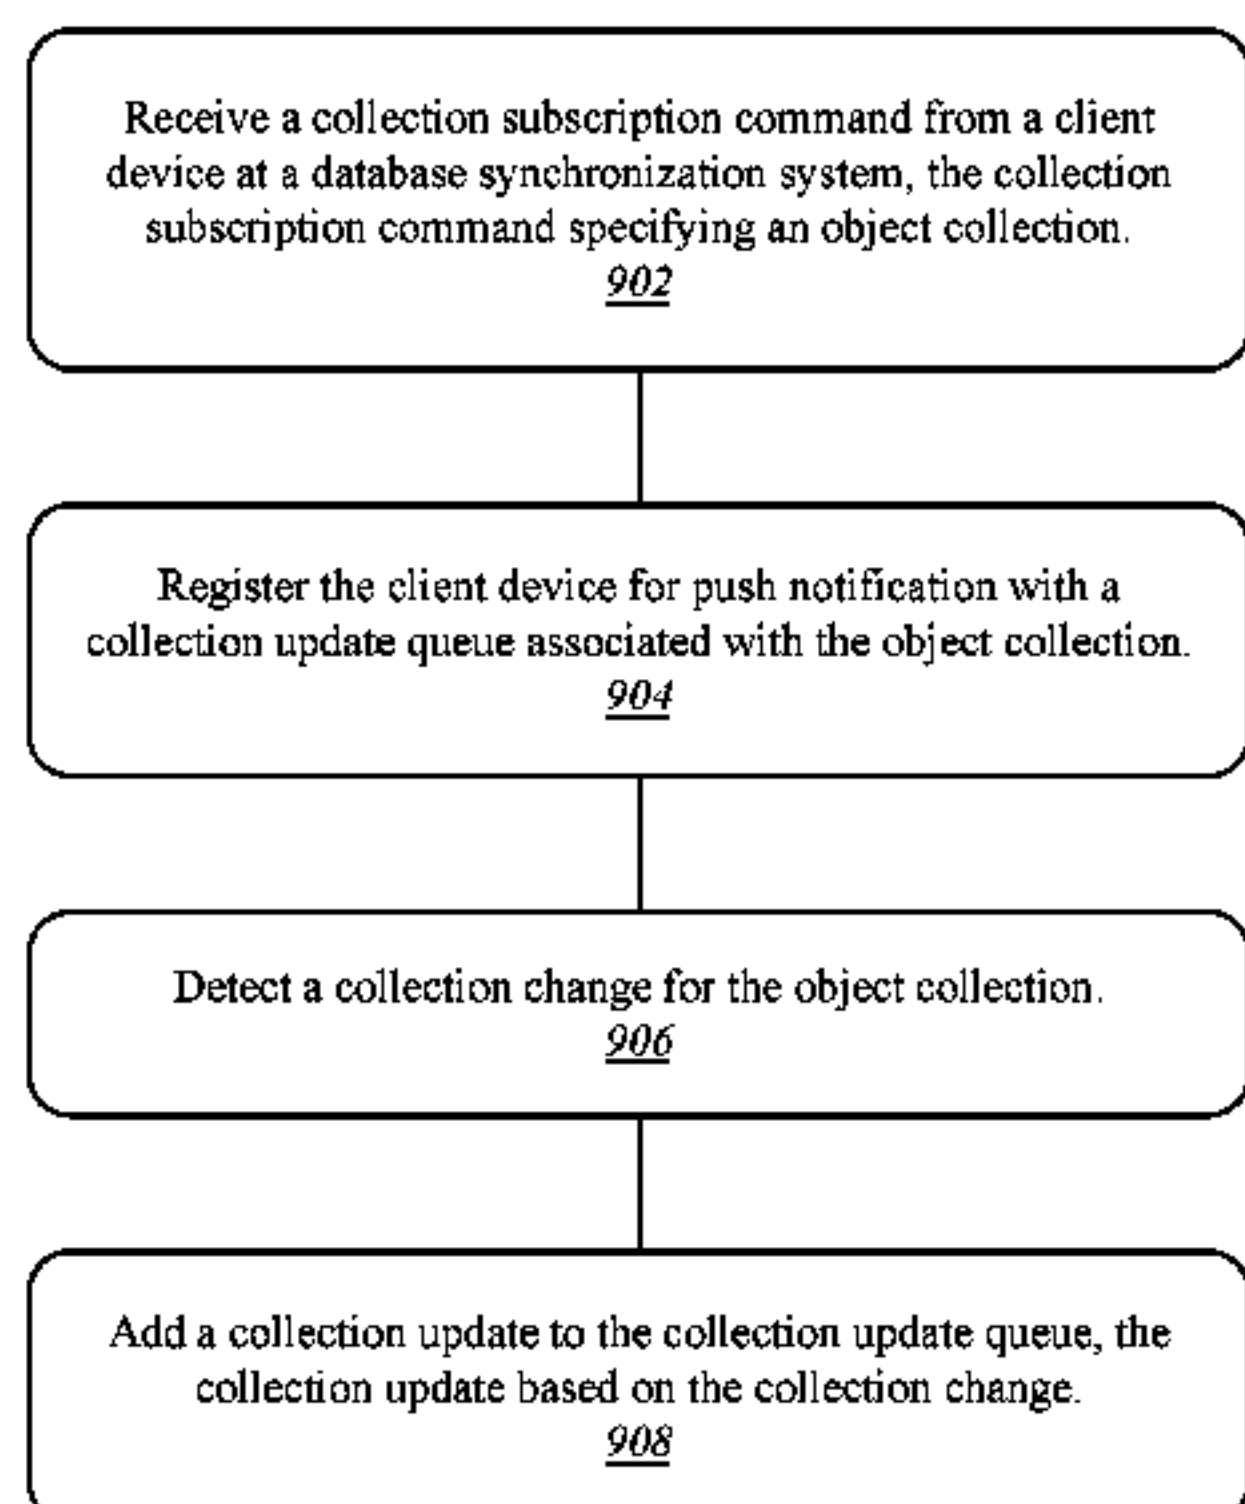 Receive a collection subscription command from a client
device at a database synchronization system, the collection
subscription command specifying an object collection.
902
Register the client device for push notification with a
collection update queue associated with the object collection.
904
Detect a collection change for the object collection.
906
Add a collection update to the collection update queue, the
collection update based on the collection change.
908